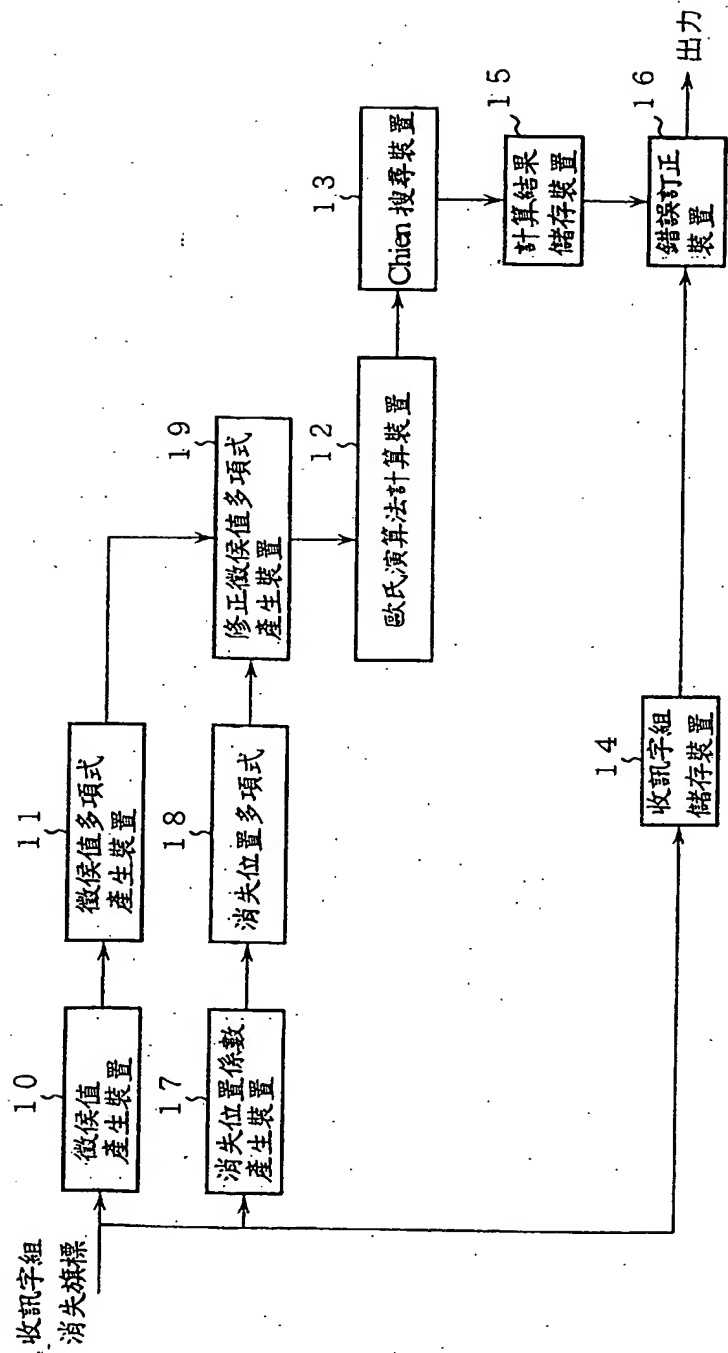 收訊字組
消失旗標
10
徵侯值
產生裝置
11
徵侯值多項式
產生裝置
17
消失位置係數
產生裝置
18
消失位置多項式
19
修正徵侯值多項式
產生裝置
12
歐氏演算法計算裝置
13
Chien 搜尋裝置
14
收訊字組
儲存裝置
15
計算結果
儲存裝置
16
錯誤訂正
裝置
出力